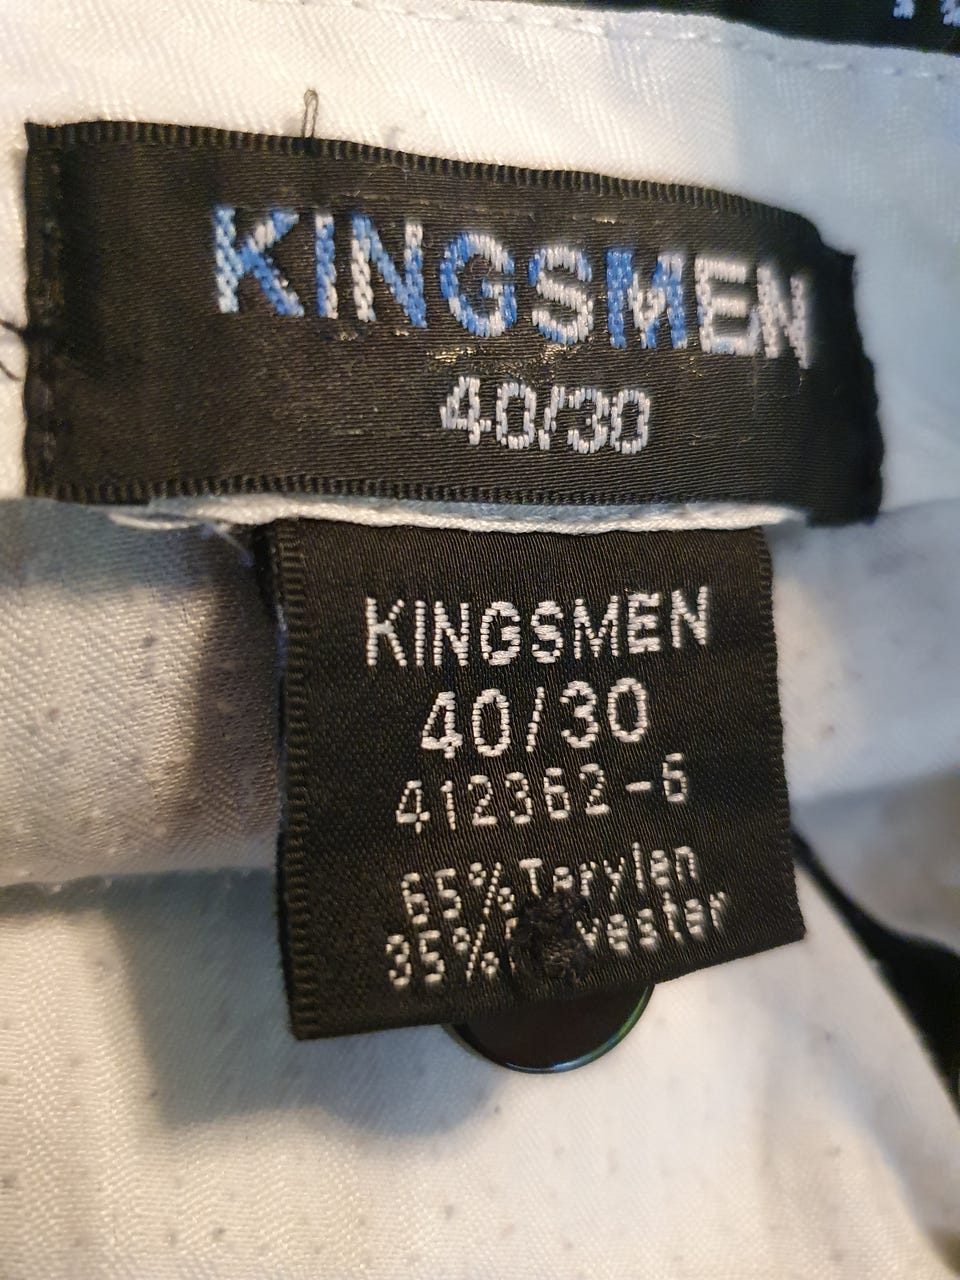 KINGSMEN
40/30
KINGSMEN
40/30
412362-6
65% Terylen
35%